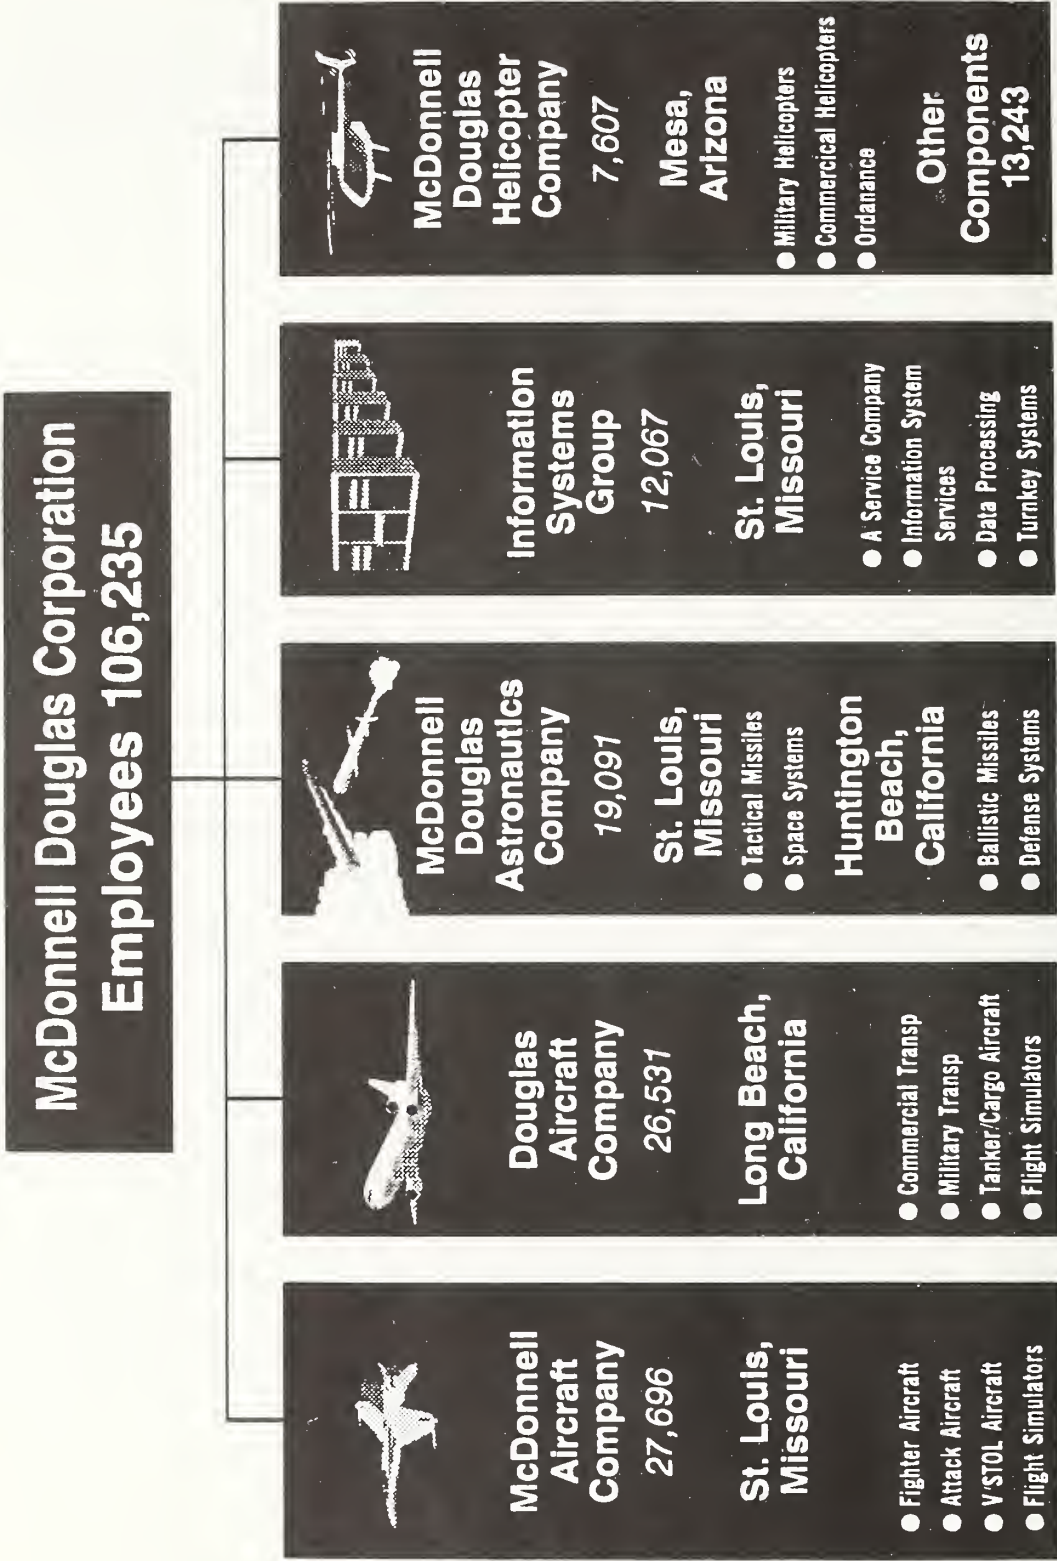 McDonnell Douglas Corporation
Employees 106,235
McDonnell
Aircraft
Company
27,696
St. Louis,
Missouri
● Fighter Aircraft
● Attack Aircraft
● V/STOL Aircraft
● Flight Simulators
Douglas
Aircraft
Company
26,531
Long Beach,
California
● Commercial Transp
● Military Transp
● Tanker/Cargo Aircraft
● Flight Simulators
McDonnell
Douglas
Astronautics
Company
19,091
St. Louis,
Missouri
● Tactical Missiles
● Space Systems
Huntington
Beach,
California
● Ballistic Missiles
● Defense Systems
Information
Systems
Group
12,067
St. Louis,
Missouri
● A Service Company
● Information System
Services
● Data Processing
● Turnkey Systems
McDonnell
Douglas
Helicopter
Company
7,607
Mesa,
Arizona
● Military Helicopters
● Commercical Helicopters
● Ordanance
Other
Components
13,243